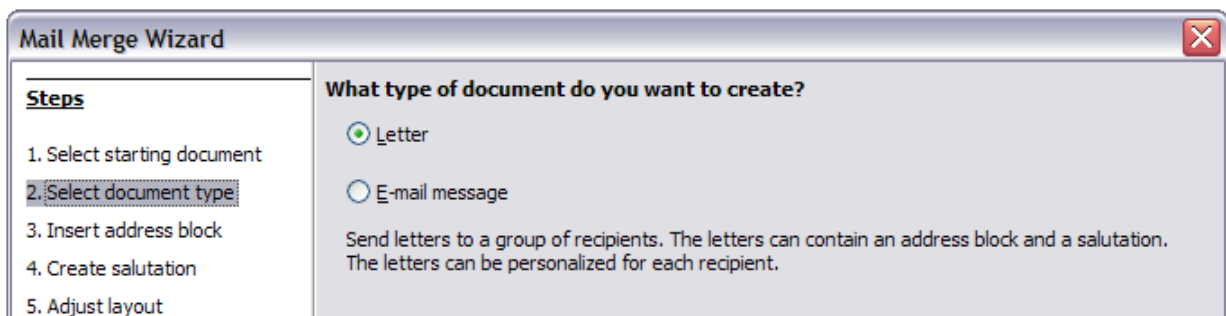 Mail Merge Wizard
Steps
1. Select starting document
2. Select document type
3. Insert address block
4. Create salutation
5. Adjust layout
What type of document do you want to create?
Letter
E-mail message
Send letters to a group of recipients. The letters can contain an address block and a salutation.
The letters can be personalized for each recipient.